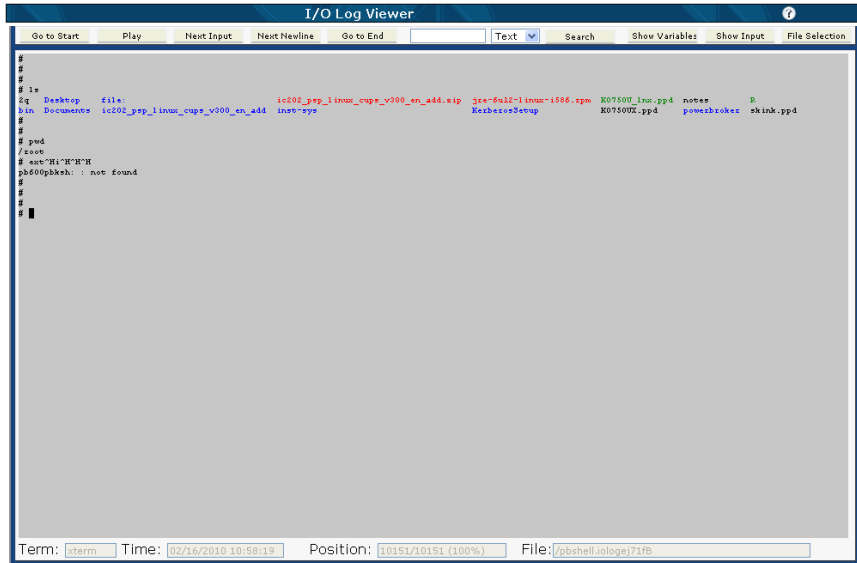 I/O Log Viewer ?
Go to Start Play Next Input Next Newline Go to End Text Search Show Variables Show Input File Selection
#
#
#
# ls
2q Desktop file: ic202_psp_linux_cups_v300_en_add.zip jre-6u12-linux-i586.rpm K0750U_lnx.ppd notes R
bin Documents ic202_psp_linux_cups_v300_en_add inst-sys KerberosSetup K0750UX.ppd powerbroker skink.ppd
#
#
# pwd
/root
# ext^Hi^H^H^H
pb600pbksh: : not found
#
#
#
#
Term: xterm Time: 02/16/2010 10:58:19 Position: 10151/10151 (100%) File: /pbshell.iologej71fB